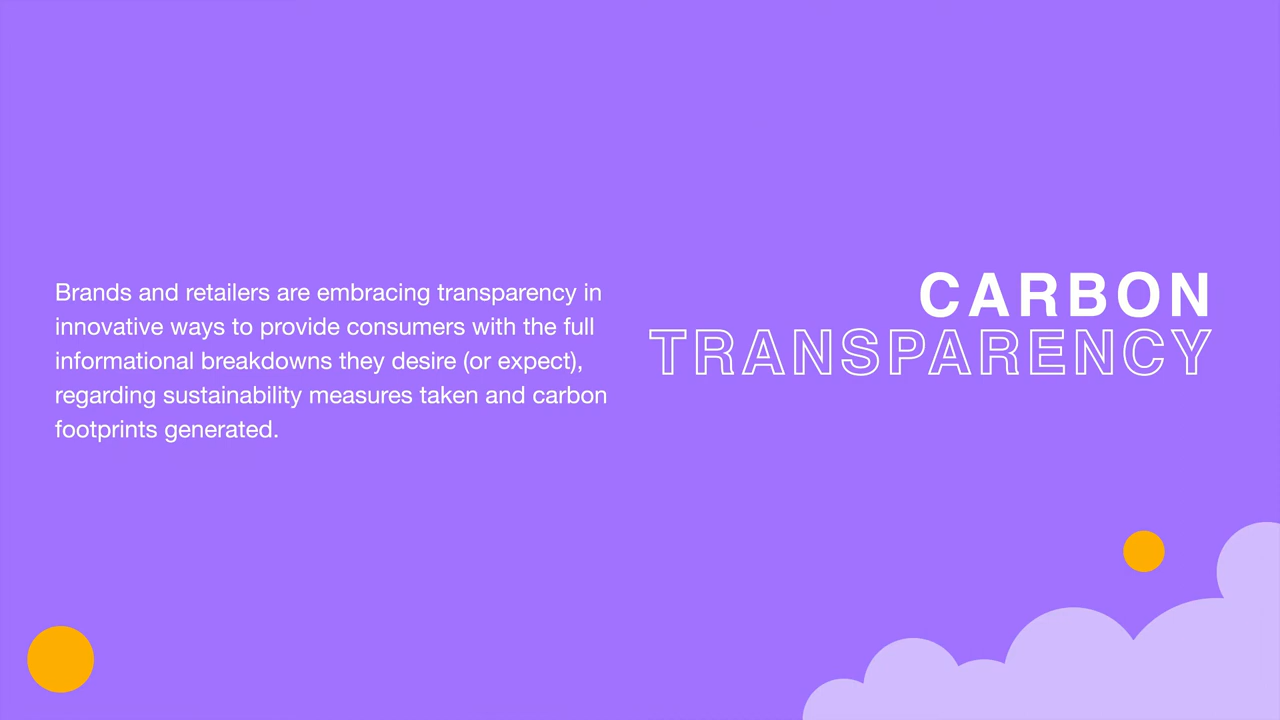 Brands and retailers are embracing transparency in
innovative ways to provide consumers with the full
informational breakdowns they desire (or expect),
regarding sustainability measures taken and carbon
footprints generated.
CARBON
TRANSPARENCY